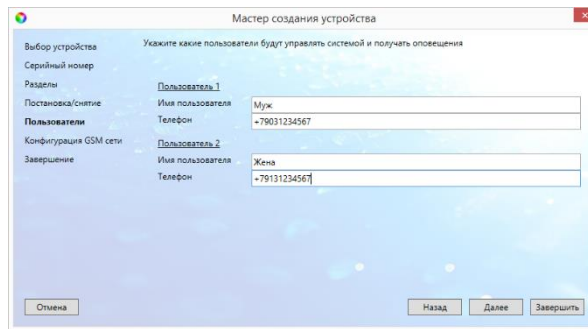 Мастер создания устройства
Выбор устройства
Серийный номер
Разделы
Постановка/снятие
Пользователи
Конфигурация GSM сети
Завершение
Укажите какие пользователи будут управлять системой и получать оповещения
Пользователь 1
Имя пользователя Муж
Телефон +79031234567
Пользователь 2
Имя пользователя Жена
Телефон +79131234567
Отмена Назад Далее Завершить